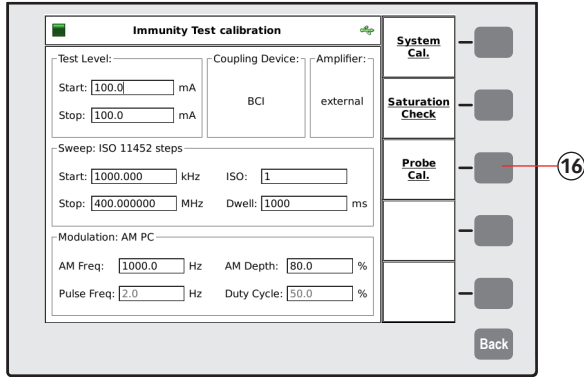 Immunity Test calibration
Test Level:
Start: 100.0 mA
Stop: 100.0 mA
Coupling Device:
BCI
Amplifier:
external
Sweep: ISO 11452 steps
Start: 1000.000 kHz ISO: 1
Stop: 400.000000 MHz Dwell: 1000 ms
Modulation: AM PC
AM Freq: 1000.0 Hz AM Depth: 80.0 %
Pulse Freq: 2.0 Hz Duty Cycle: 50.0 %
System
Cal.
Saturation
Check
Probe
Cal.
16
Back